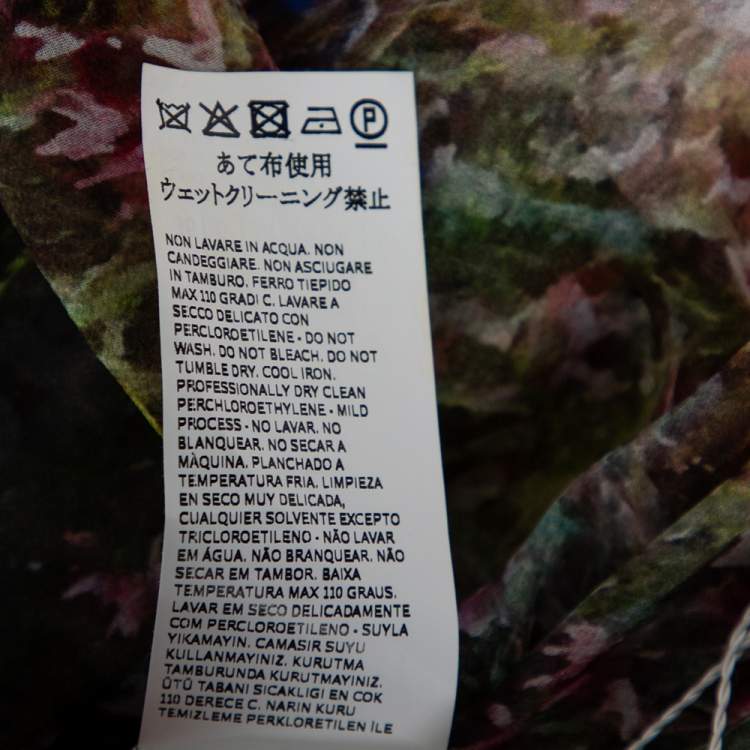 P
あて布使用
ウェットクリーニング禁止
NON LAVARE IN ACQUA. NON
CANDEGGIARE. NON ASCIUGARE
IN TAMBURO. FERRO TIEPIDO
MAX 110 GRADI C. LAVARE A
SECCO DELICATO CON
PERCLOROETILENE - DO NOT
WASH. DO NOT BLEACH. DO NOT
TUMBLE DRY. COOL IRON.
PROFESSIONALLY DRY CLEAN
PERCHLOROETHYLENE - MILD
PROCESS - NO LAVAR. NO
BLANQUEAR. NO SECAR A
MÀQUINA. PLANCHADO A
TEMPERATURA FRIA. LIMPIEZA
EN SECO MUY DELICADA,
CUALQUIER SOLVENTE EXCEPTO
TRICLOROETILENO - NÃO LAVAR
EM ÁGUA. NÃO BRANQUEAR. NÃO
SECAR EM TAMBOR. BAIXA
TEMPERATURA MAX 110 GRAUS.
LAVAR EM SECO DELICADAMENTE
COM PERCLOROETILENO - SUYLA
YIKAMAYIN. CAMASIR SUYU
KULLANMAYINIZ. KURUTMA
TAMBURUNDA KURUTMAYINIZ.
ÜTÜ TABANI SICAKLIGI EN COK
110 DERECE C. NARIN KURU
TEMIZLEME PERKLORETILEN İLE